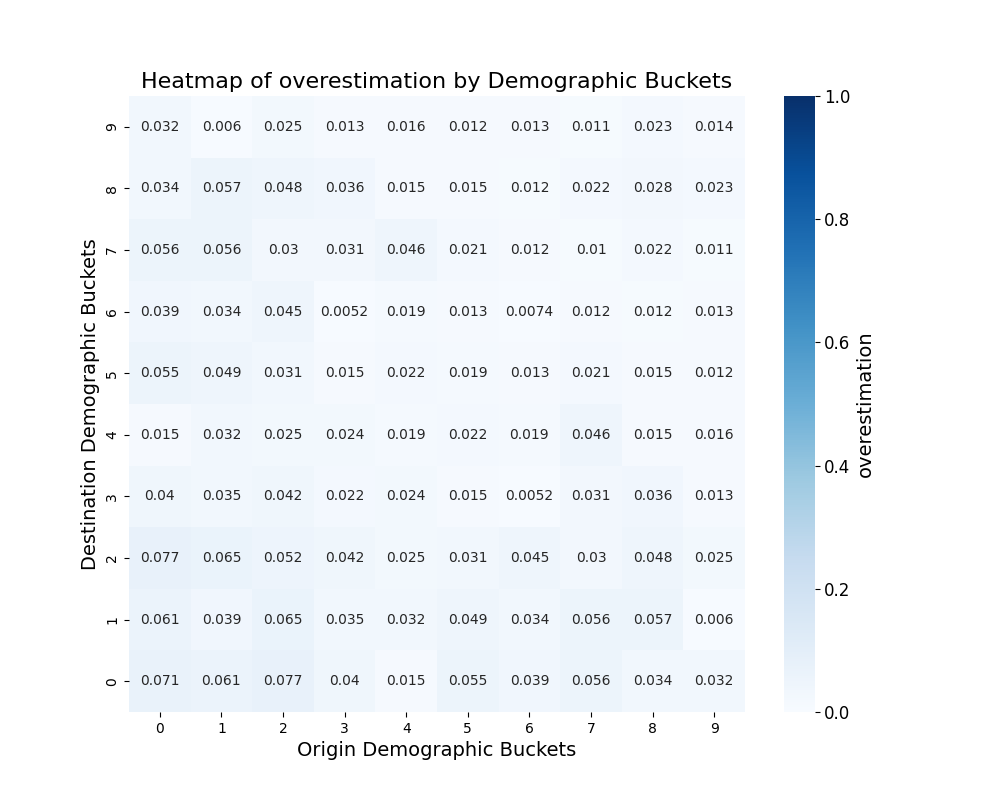 Heatmap of overestimation by Demographic Buckets
9 0.032 0.006 0.025 0.013 0.016 0.012 0.013 0.011 0.023 0.014
8 0.034 0.057 0.048 0.036 0.015 0.015 0.012 0.022 0.028 0.023
7 0.056 0.056 0.03 0.031 0.046 0.021 0.012 0.01 0.022 0.011
6 0.039 0.034 0.045 0.0052 0.019 0.013 0.0074 0.012 0.012 0.013
5 0.055 0.049 0.031 0.015 0.022 0.019 0.013 0.021 0.015 0.012
4 0.015 0.032 0.025 0.024 0.019 0.022 0.019 0.046 0.015 0.016
3 0.04 0.035 0.042 0.022 0.024 0.015 0.0052 0.031 0.036 0.013
2 0.077 0.065 0.052 0.042 0.025 0.031 0.045 0.03 0.048 0.025
1 0.061 0.039 0.065 0.035 0.032 0.049 0.034 0.056 0.057 0.006
0 0.071 0.061 0.077 0.04 0.015 0.055 0.039 0.056 0.034 0.032
0 1 2 3 4 5 6 7 8 9
Origin Demographic Buckets
Destination Demographic Buckets
1.0
0.8
0.6
0.4
0.2
0.0
overestimation